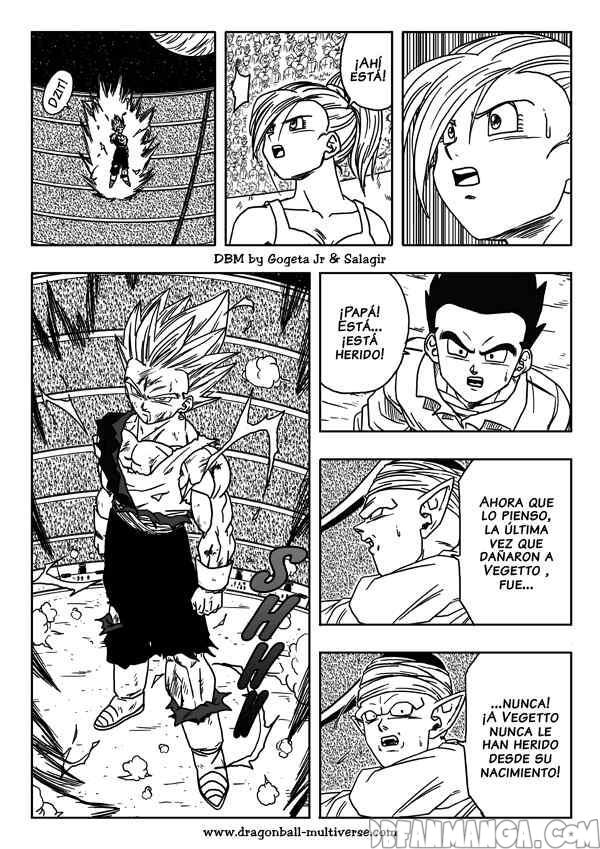 DZIT!
¡AHÍ
ESTÁ!
DBM by Gogeta Jr & Salagir
¡PAPÁ!
ESTÁ...
¡ESTÁ
HERIDO!
SHHH!
AHORA QUE
LO PIENSO,
LA ÚLTIMA
VEZ QUE
DAÑARON A
VEGETTO ,
FUE...
...NUNCA!
¡A VEGETTO
NUNCA LE
HAN HERIDO
DESDE SU
NACIMIENTO!
www.dragonball-multiverse.com
DBFANMANGA.COM